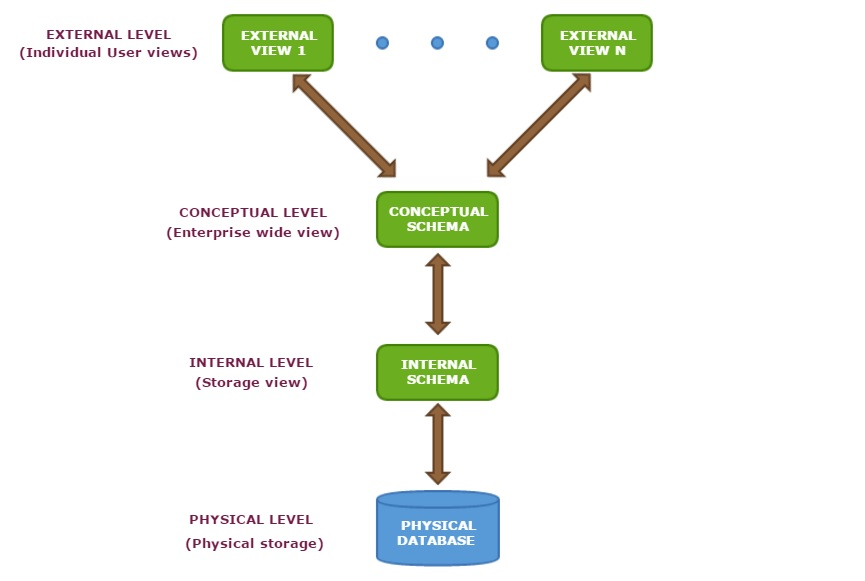 EXTERNAL LEVEL
(Individual User views)
EXTERNAL
VIEW 1
EXTERNAL
VIEW N
CONCEPTUAL LEVEL
(Enterprise wide view)
CONCEPTUAL
SCHEMA
INTERNAL LEVEL
(Storage view)
INTERNAL
SCHEMA
PHYSICAL LEVEL
(Physical storage)
PHYSICAL
DATABASE